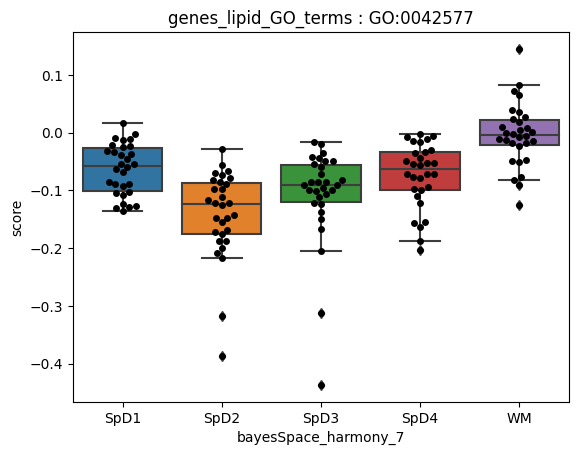 genes_lipid_GO_terms : GO:0042577
0.1
0.0
−0.1
−0.2
−0.3
−0.4
score
SpD1 SpD2 SpD3 SpD4 WM
bayesSpace_harmony_7